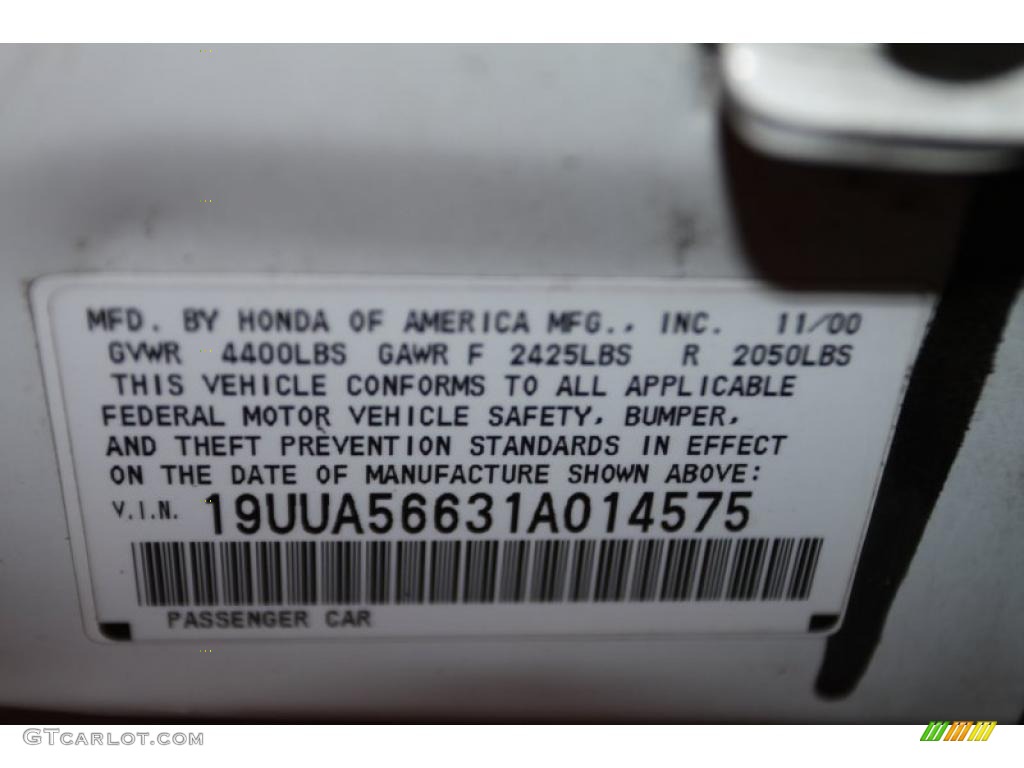 MFD. BY HONDA OF AMERICA MFG., INC. 11/00
GVWR 4400LBS GAWR F 2425LBS R 2050LBS
THIS VEHICLE CONFORMS TO ALL APPLICABLE
FEDERAL MOTOR VEHICLE SAFETY, BUMPER,
AND THEFT PREVENTION STANDARDS IN EFFECT
ON THE DATE OF MANUFACTURE SHOWN ABOVE:
V.I.N. 19UUA56631A014575
PASSENGER CAR
GTCARLOT.COM